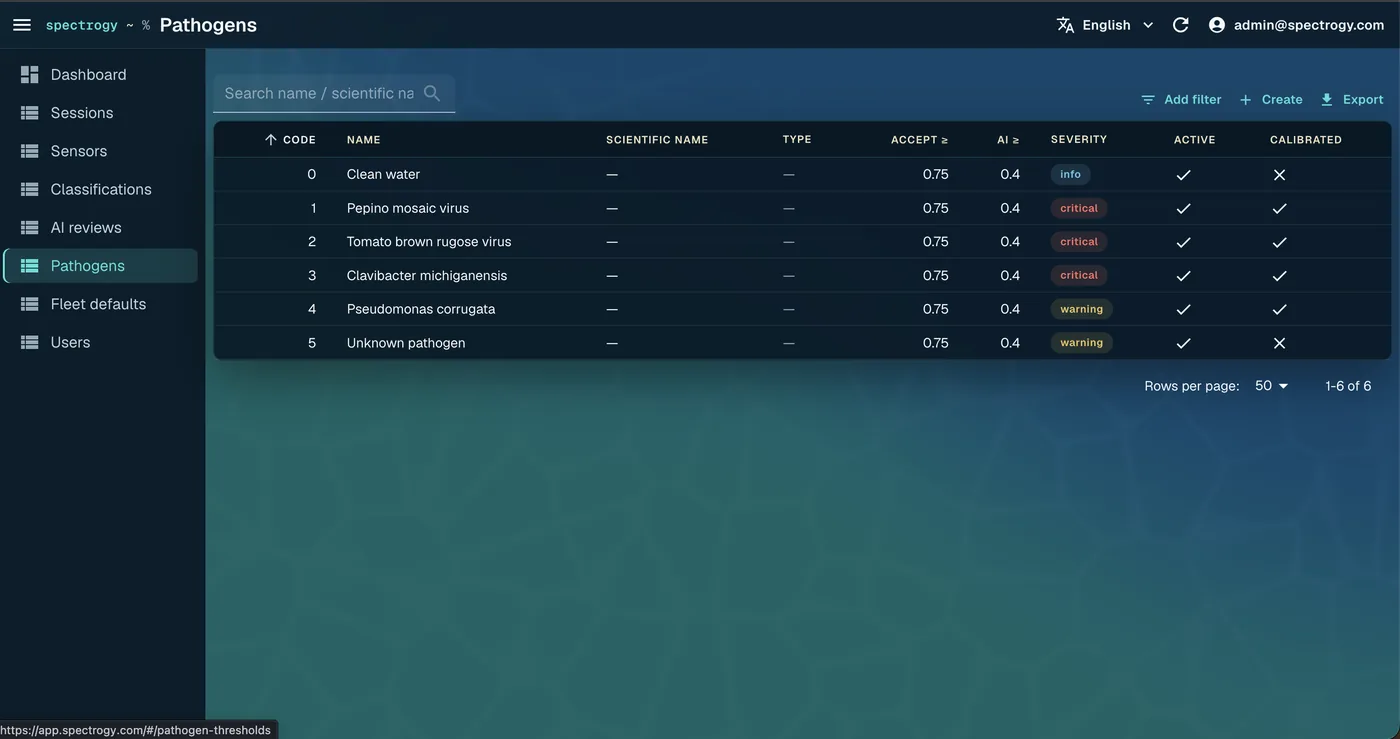 spectrogy ~ % Pathogens English admin@spectrogy.com
Dashboard
Sessions
Sensors
Classifications
AI reviews
Pathogens
Fleet defaults
Users
Search name / scientific na
Add filter + Create Export
↑ CODE NAME SCIENTIFIC NAME TYPE ACCEPT ≥ AI ≥ SEVERITY ACTIVE CALIBRATED
0 Clean water — — 0.75 0.4 info ✓ ✕
1 Pepino mosaic virus — — 0.75 0.4 critical ✓ ✓
2 Tomato brown rugose virus — — 0.75 0.4 critical ✓ ✓
3 Clavibacter michiganensis — — 0.75 0.4 critical ✓ ✓
4 Pseudomonas corrugata — — 0.75 0.4 warning ✓ ✓
5 Unknown pathogen — — 0.75 0.4 warning ✓ ✕
Rows per page: 50 1-6 of 6
https://app.spectrogy.com/#/pathogen-thresholds